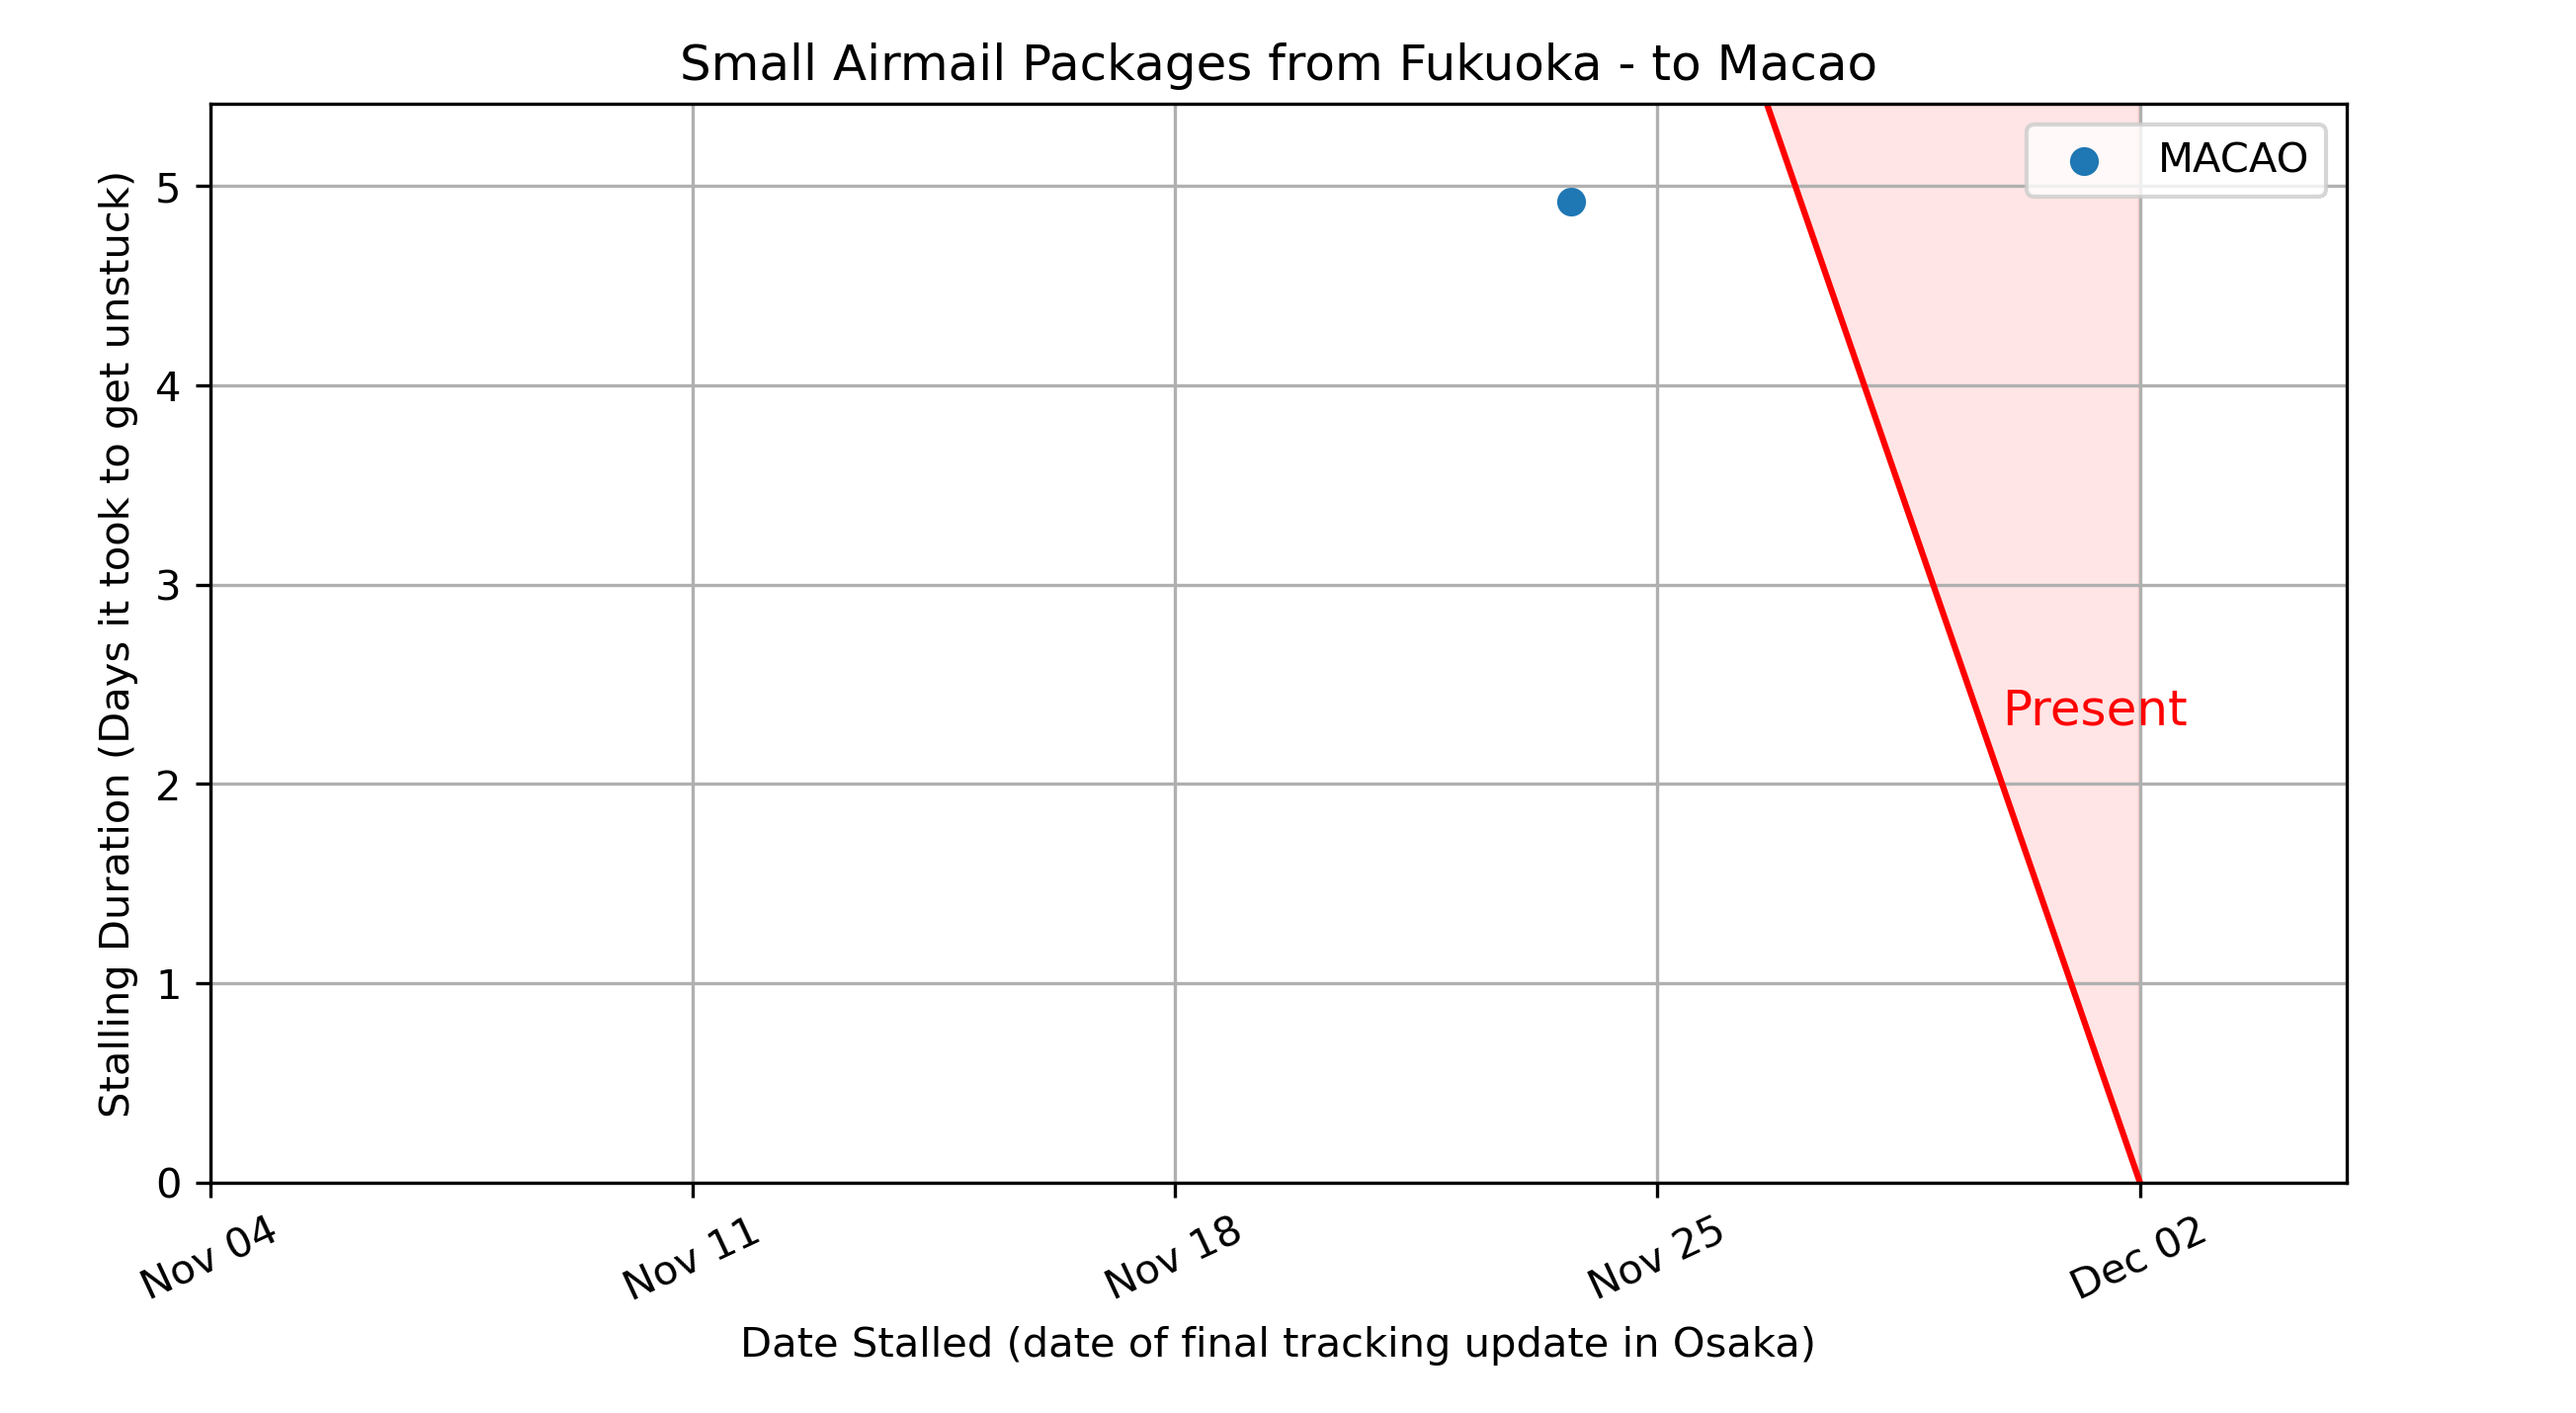 Small Airmail Packages from Fukuoka - to Macao
MACAO
Stalling Duration (Days it took to get unstuck)
5
4
3
2
1
0
Present
Nov 04
Nov 11
Nov 18
Nov 25
Dec 02
Date Stalled (date of final tracking update in Osaka)